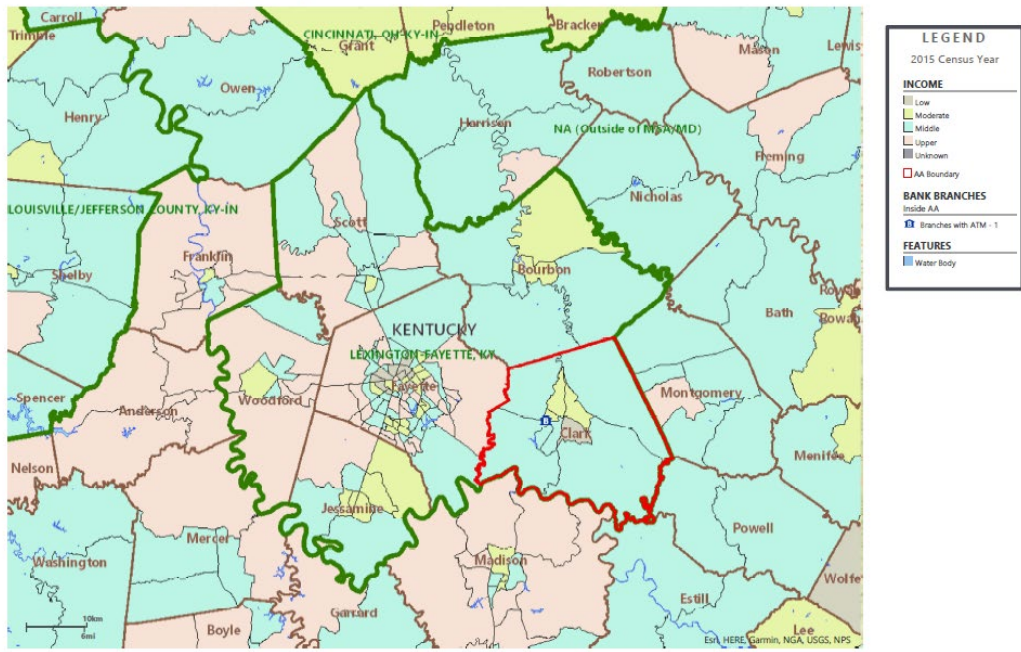 Carroll
Trimble
CINCINNATI, OH-KY-IN
Grant
Pendleton
Bracken
Mason
Lewis
Robertson
Owen
Henry
Harrison
NA (Outside of MSA/MD)
Fleming
Nicholas
LOUISVILLE/JEFFERSON COUNTY, KY-IN
Scott
Franklin
Shelby
Bourbon
Bath
Rowan
Rowan
KENTUCKY
LEXINGTON-FAYETTE, KY
Fayette
Woodford
Montgomery
Spencer
Anderson
Clark
Menifee
Nelson
Jessamine
Powell
Mercer
Madison
Washington
Wolfe
Estill
Garrard
Boyle
Lee
10km
6mi
Esri, HERE, Garmin, NGA, USGS, NPS
LEGEND
2015 Census Year
INCOME
Low
Moderate
Middle
Upper
Unknown
AA Boundary
BANK BRANCHES
Inside AA
Branches with ATM - 1
FEATURES
Water Body